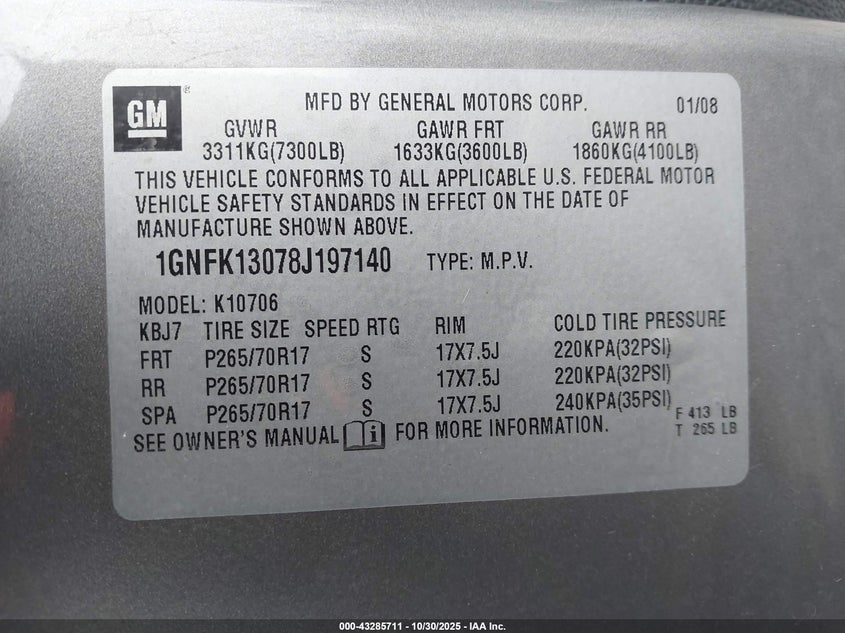 GM ®
MFD BY GENERAL MOTORS CORP. 01/08
GVWR GAWR FRT GAWR RR
3311KG(7300LB) 1633KG(3600LB) 1860KG(4100LB)
THIS VEHICLE CONFORMS TO ALL APPLICABLE U.S. FEDERAL MOTOR
VEHICLE SAFETY STANDARDS IN EFFECT ON THE DATE OF
MANUFACTURE SHOWN ABOVE.
1GNFK13078J197140 TYPE: M.P.V.
MODEL: K10706
KBJ7 TIRE SIZE SPEED RTG RIM COLD TIRE PRESSURE
FRT P265/70R17 S 17X7.5J 220KPA(32PSI)
RR P265/70R17 S 17X7.5J 220KPA(32PSI)
SPA P265/70R17 S 17X7.5J 240KPA(35PSI) F 413 LB
SEE OWNER'S MANUAL i FOR MORE INFORMATION. T 265 LB
000-43285711 - 10/30/2025 - IAA Inc.